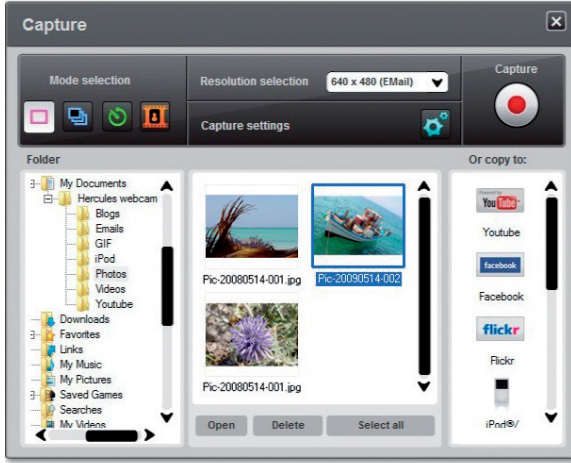 Capture
Mode selection
Resolution selection
640 x 480 (EMail)
Capture
Capture settings
Folder
Or copy to:
My Documents
Hercules webcam
Blogs
Emails
GIF
iPod
Photos
Videos
Youtube
Downloads
Favorites
Links
My Music
My Pictures
Saved Games
Searches
My Videos
Pic-20080514-001.jpg
Pic-20090514-002
Pic-20080514-001.jpg
Open
Delete
Select all
Powered by
YouTube
Youtube
facebook
Facebook
flickr
Flickr
iPod®/